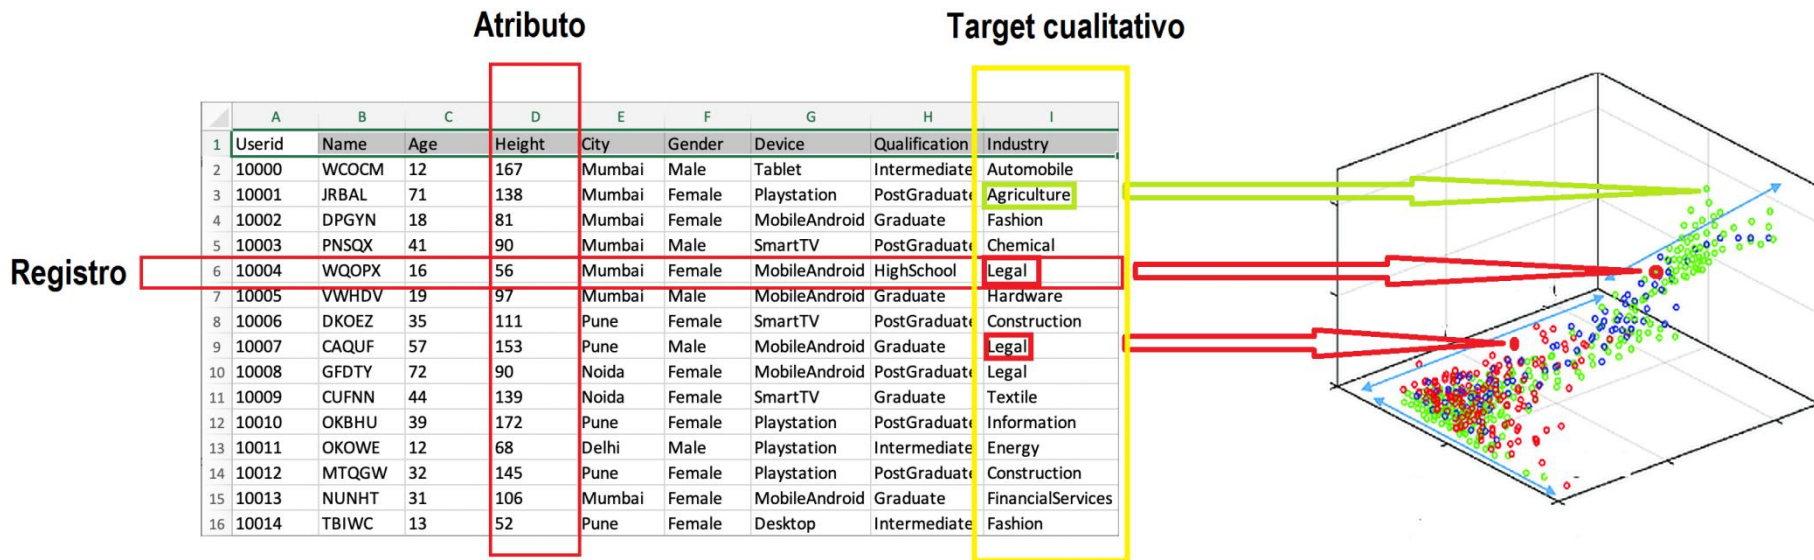 Atributo
Target cualitativo
A B C D E F G H I
1 Userid Name Age Height City Gender Device Qualification Industry
2 10000 WCOCM 12 167 Mumbai Male Tablet Intermediate Automobile
3 10001 JRBAL 71 138 Mumbai Female Playstation PostGraduate Agriculture
4 10002 DPGYN 18 81 Mumbai Female MobileAndroid Graduate Fashion
5 10003 PNSQX 41 90 Mumbai Male SmartTV PostGraduate Chemical
Registro
6 10004 WQOPX 16 56 Mumbai Female MobileAndroid HighSchool Legal
7 10005 VWHDV 19 97 Mumbai Male MobileAndroid Graduate Hardware
8 10006 DKOEZ 35 111 Pune Female SmartTV PostGraduate Construction
9 10007 CAQUF 57 153 Pune Male MobileAndroid Graduate Legal
10 10008 GFDTY 72 90 Noida Female MobileAndroid PostGraduate Legal
11 10009 CUFNN 44 139 Noida Female SmartTV Graduate Textile
12 10010 OKBHU 39 172 Pune Female Playstation PostGraduate Information
13 10011 OKOWE 12 68 Delhi Male Playstation Intermediate Energy
14 10012 MTQGW 32 145 Pune Female Playstation PostGraduate Construction
15 10013 NUNHT 31 106 Mumbai Female MobileAndroid Graduate FinancialServices
16 10014 TBIWC 13 52 Pune Female Desktop Intermediate Fashion